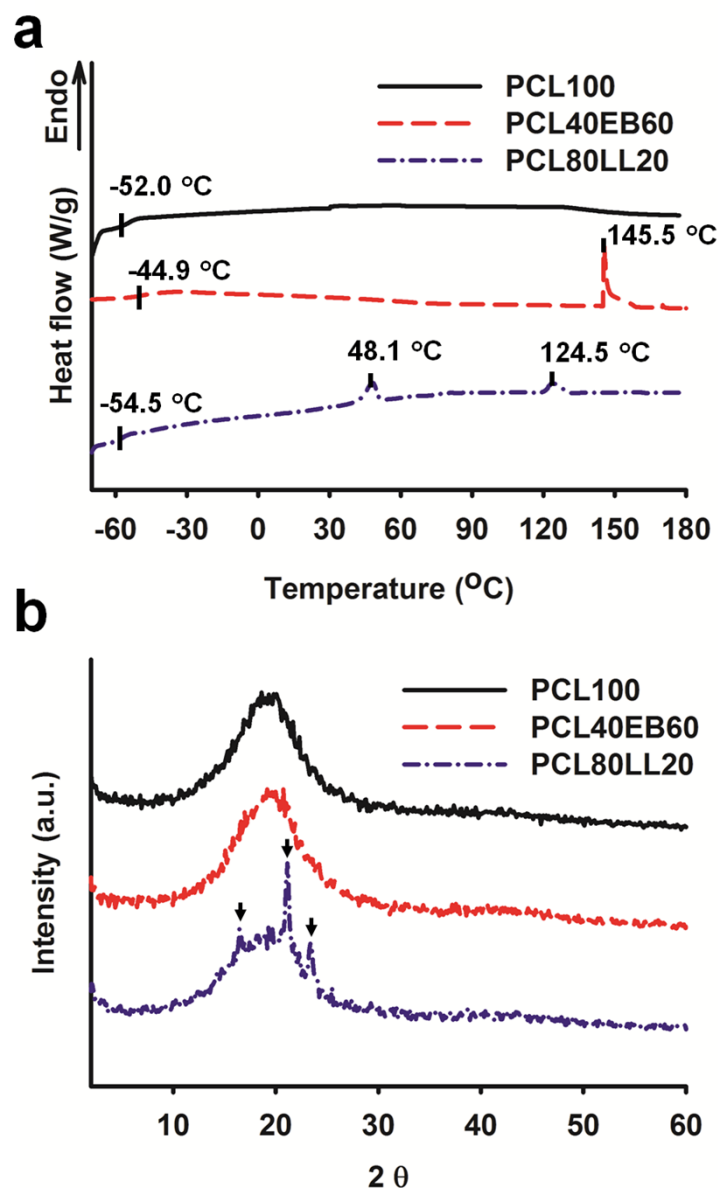 a
Endo
Heat flow (W/g)
PCL100
PCL40EB60
PCL80LL20
-52.0 °C
145.5 °C
-44.9 °C
48.1 °C
124.5 °C
-54.5 °C
-60 -30 0 30 60 90 120 150 180
Temperature (°C)
b
Intensity (a.u.)
PCL100
PCL40EB60
PCL80LL20
10 20 30 40 50 60
2 θ